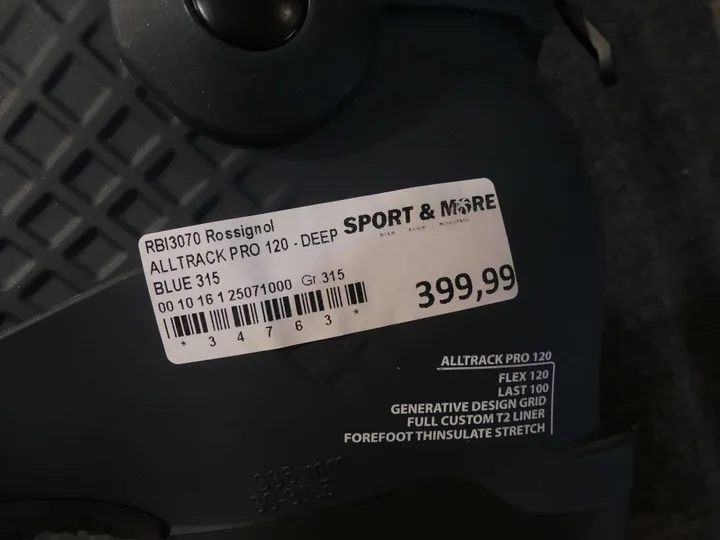 RBI3070 Rossignol
ALLTRACK PRO 120 - DEEP
BLUE 315
00 10 16 1 25071000 Gr 315
* 3 4 7 6 3 *
SPORT & MORE
399,99
ALLTRACK PRO 120
FLEX 120
LAST 100
GENERATIVE DESIGN GRID
FULL CUSTOM T2 LINER
FOREFOOT THINSULATE STRETCH